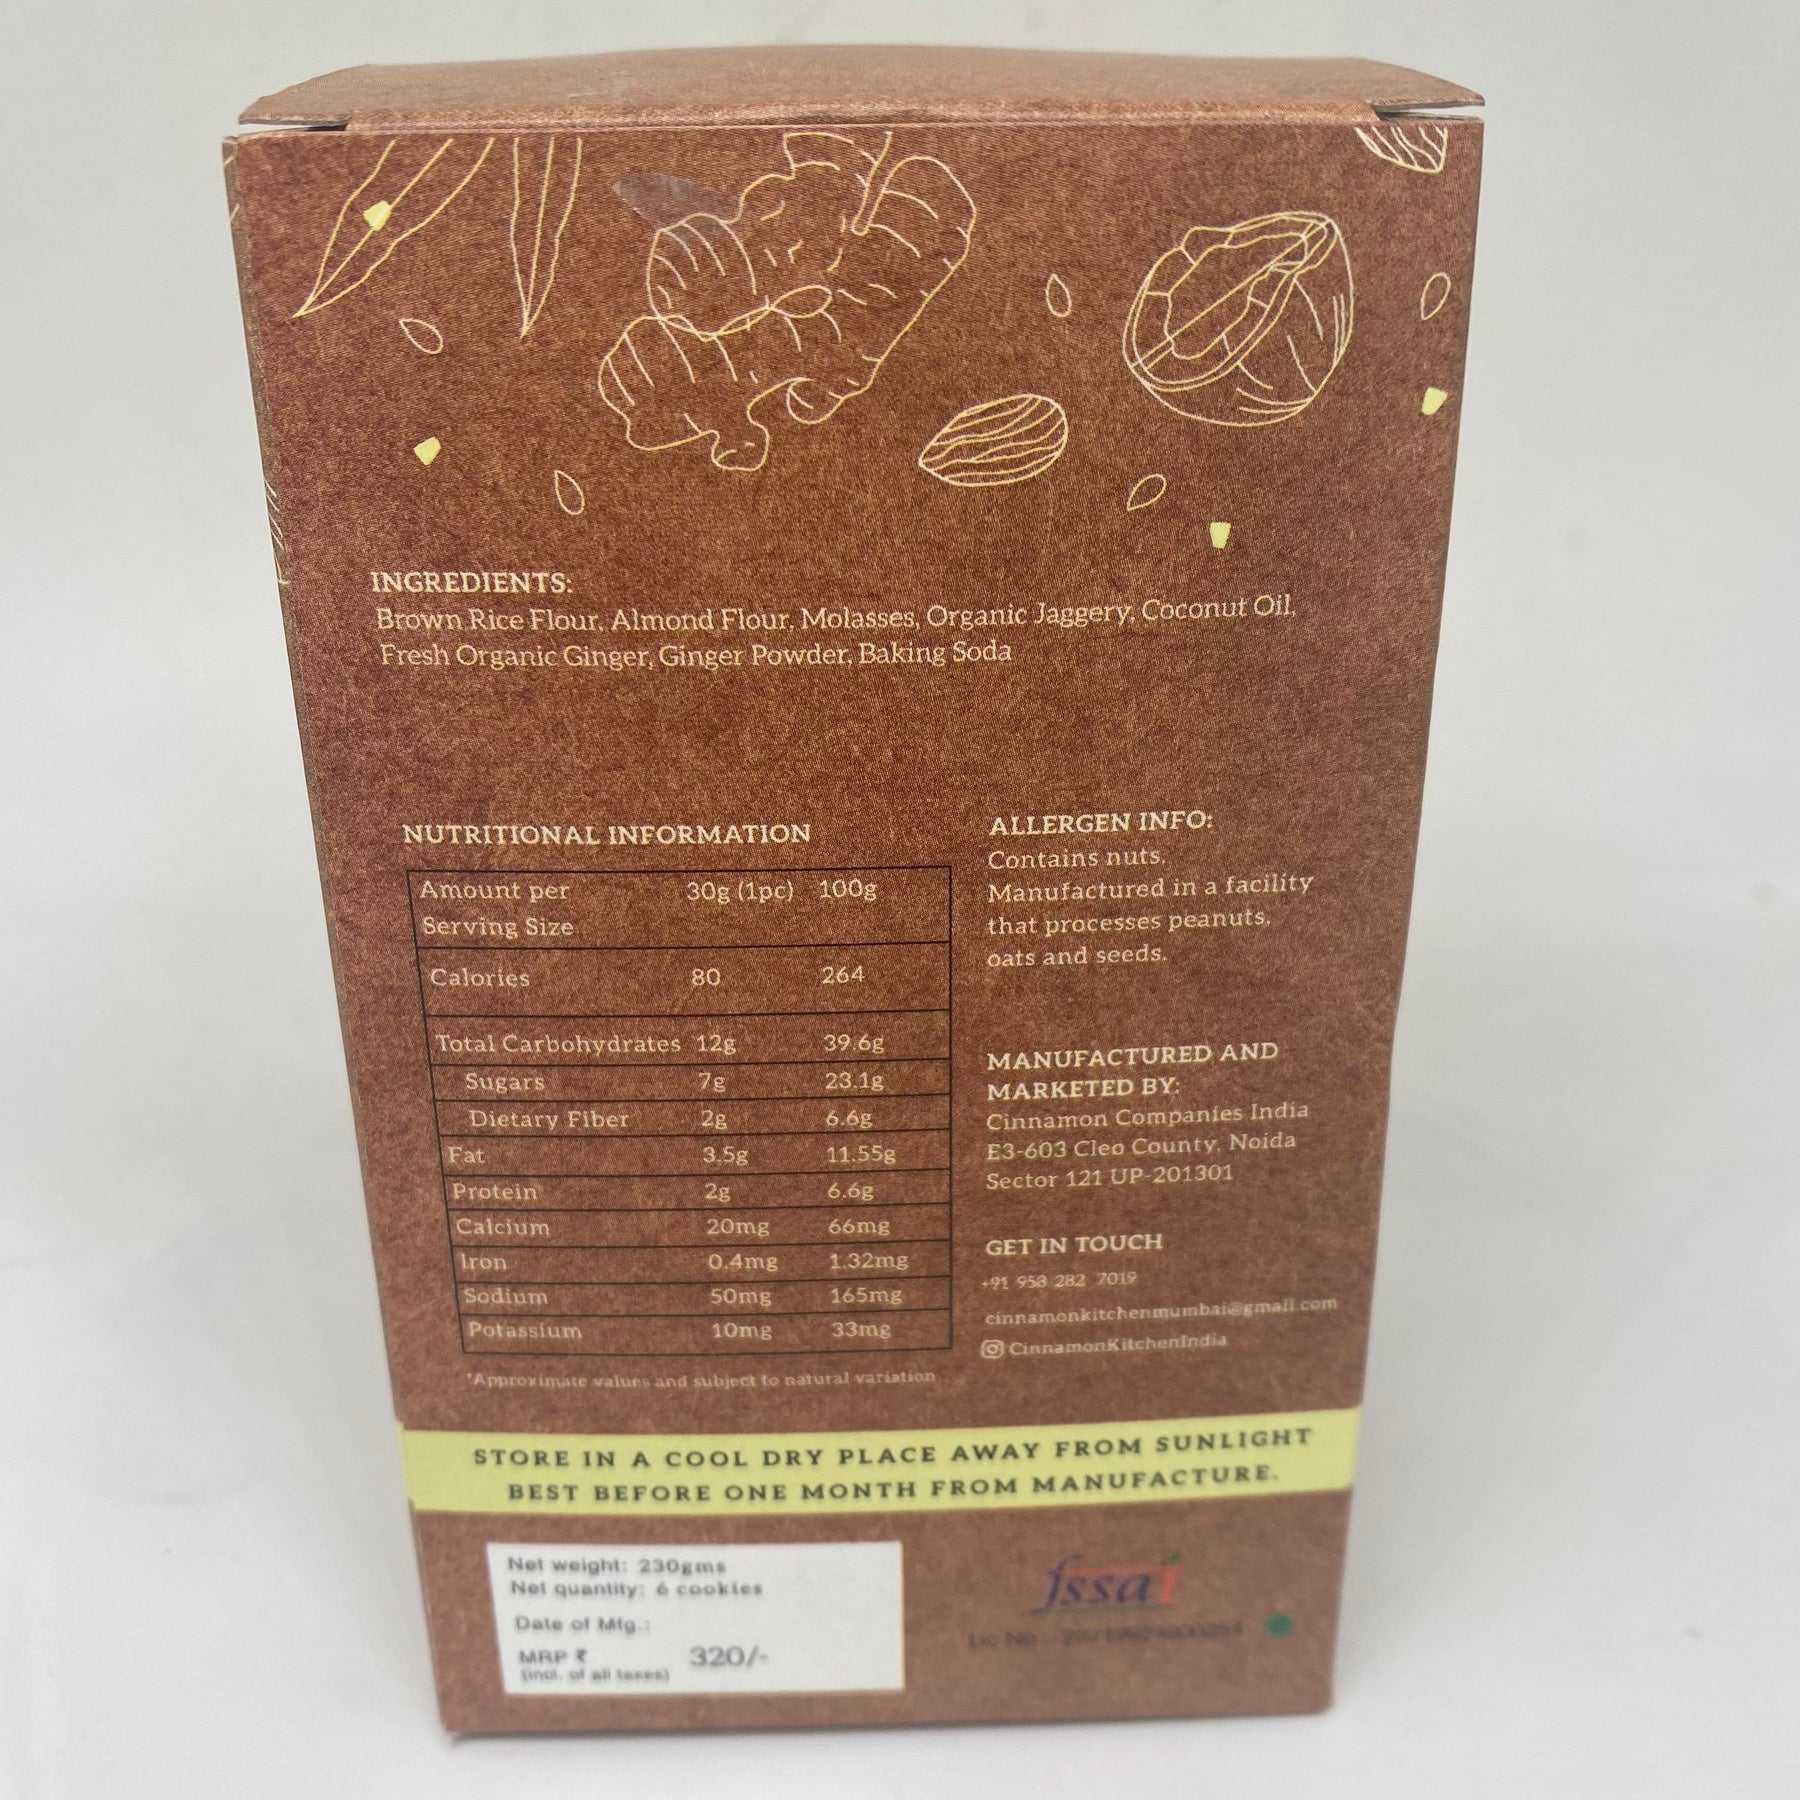 INGREDIENTS:
Brown Rice Flour, Almond Flour, Molasses, Organic Jaggery, Coconut Oil,
Fresh Organic Ginger, Ginger Powder, Baking Soda
NUTRITIONAL INFORMATION
Amount per Serving Size 30g (1pc) 100g
Calories 80 264
Total Carbohydrates 12g 39.6g
Sugars 7g 23.1g
Dietary Fiber 2g 6.6g
Fat 3.5g 11.55g
Protein 2g 6.6g
Calcium 20mg 66mg
Iron 0.4mg 1.32mg
Sodium 50mg 165mg
Potassium 10mg 33mg
*Approximate values and subject to natural variation
ALLERGEN INFO:
Contains nuts.
Manufactured in a facility
that processes peanuts,
oats and seeds.
MANUFACTURED AND
MARKETED BY:
Cinnamon Companies India
E3-603 Cleo County, Noida
Sector 121 UP-201301
GET IN TOUCH
+91 958 282 7019
cinnamonkitchenmumbai@gmail.com
CinnamonKitchenIndia
STORE IN A COOL DRY PLACE AWAY FROM SUNLIGHT
BEST BEFORE ONE MONTH FROM MANUFACTURE.
Net weight: 230gms
Net quantity: 6 cookies
Date of Mfg.:
MRP ₹ 320/-
(incl. of all taxes)
fssai
Lic No